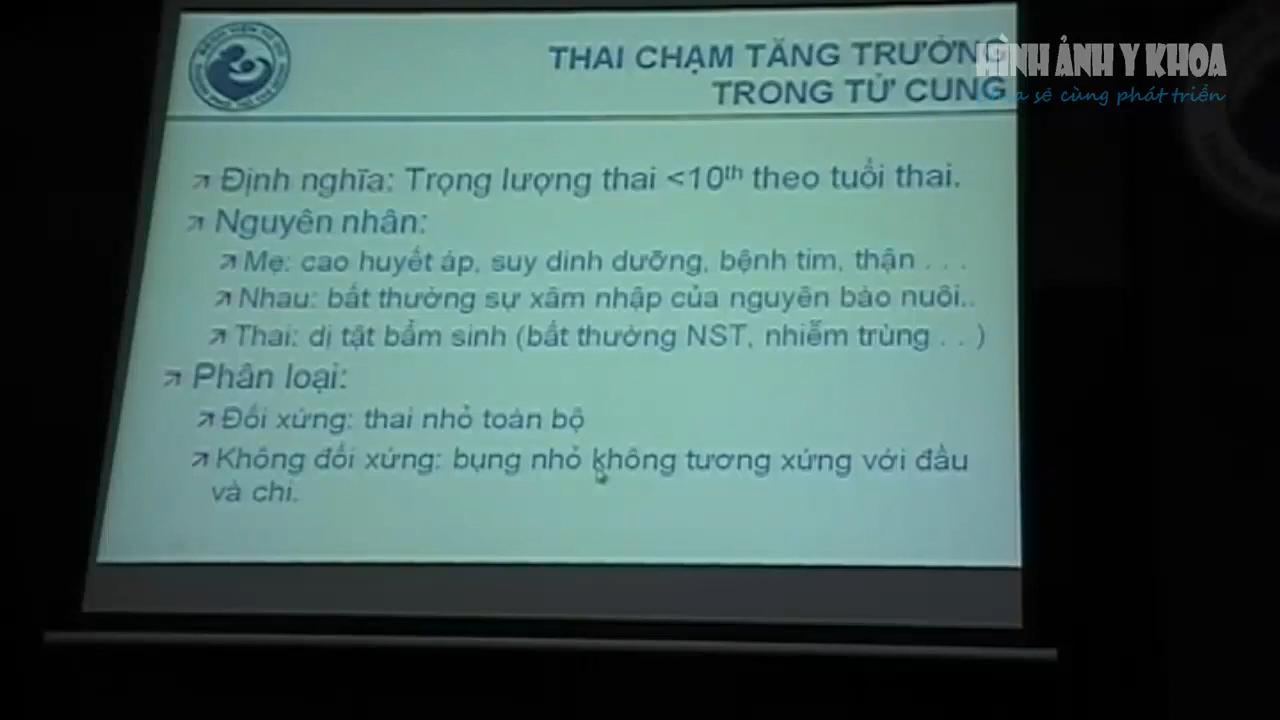 THAI CHẬM TĂNG TRƯỞNG
TRONG TỬ CUNG
HÌNH ẢNH Y KHOA
sẽ cùng phát triển
Định nghĩa: Trọng lượng thai <10th theo tuổi thai.
Nguyên nhân:
Mẹ: cao huyết áp, suy dinh dưỡng, bệnh tim, thận . . .
Nhau: bất thường sự xâm nhập của nguyên bào nuôi..
Thai: dị tật bẩm sinh (bất thường NST, nhiễm trùng . . )
Phân loại:
Đối xứng: thai nhỏ toàn bộ
Không đối xứng: bụng nhỏ không tương xứng với đầu
và chi.